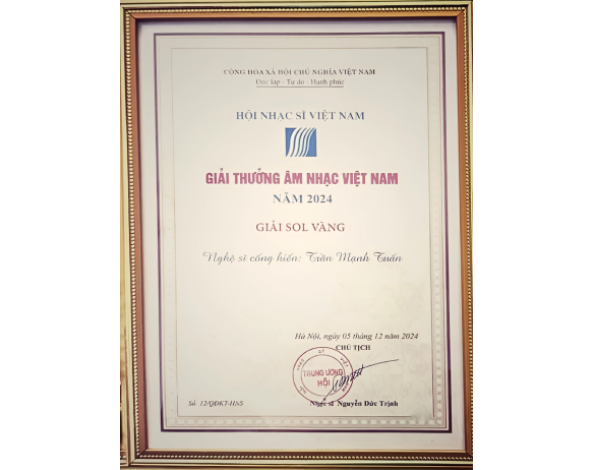 CỘNG HÒA XÃ HỘI CHỦ NGHĨA VIỆT NAM
Độc lập - Tự do - Hạnh phúc
HỘI NHẠC SĨ VIỆT NAM
GIẢI THƯỞNG ÂM NHẠC VIỆT NAM
NĂM 2024
GIẢI SOL VÀNG
Nghệ sĩ cống hiến: Trần Mạnh Tuấn
Hà Nội, ngày 05 tháng 12 năm 2024
CHỦ TỊCH
TRUNG ƯƠNG
HỘI
Số: 12/QĐKT-HNS
Nhạc sĩ Nguyễn Đức Trịnh